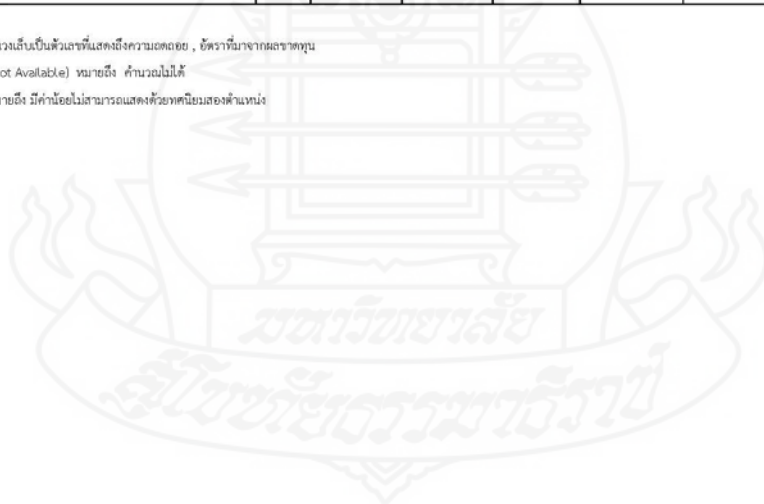 วงเล็บเป็นตัวเลขที่แสดงถึงความถดถอย , อัตราที่มาจากผลขาดทุน
ot Available) หมายถึง คำนวณไม่ได้
ายถึง มีค่าน้อยไม่สามารถแสดงด้วยทศนิยมสองตำแหน่ง
มหาวิทยาลัย
สุโขทัยธรรมาธิราช